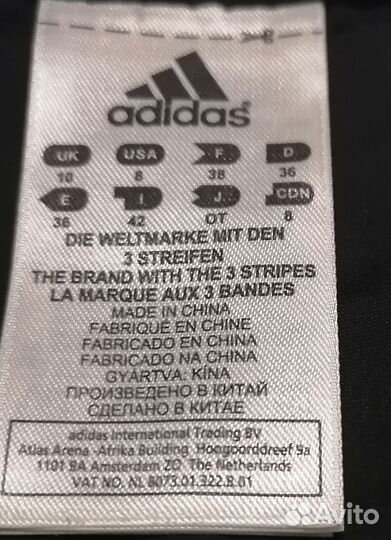 adidas
UK USA F D
10 8 38 36
E I J CDN
36 42 OT 8
DIE WELTMARKE MIT DEN
3 STREIFEN
THE BRAND WITH THE 3 STRIPES
LA MARQUE AUX 3 BANDES
MADE IN CHINA
FABRIQUÉ EN CHINE
FABRICADO EN CHINA
FABRICADO NA CHINA
GYÁRTVA: KÍNA
ПРОИЗВЕДЕНО В КИТАЙ
СДЕЛАНО В КИТАЕ
adidas International Trading BV
Atlas Arena - Afrika Building Hoogoorddreef 9a
1101 BA Amsterdam ZO The Netherlands
VAT NO, NL 8073.01.322.B.01
Avito